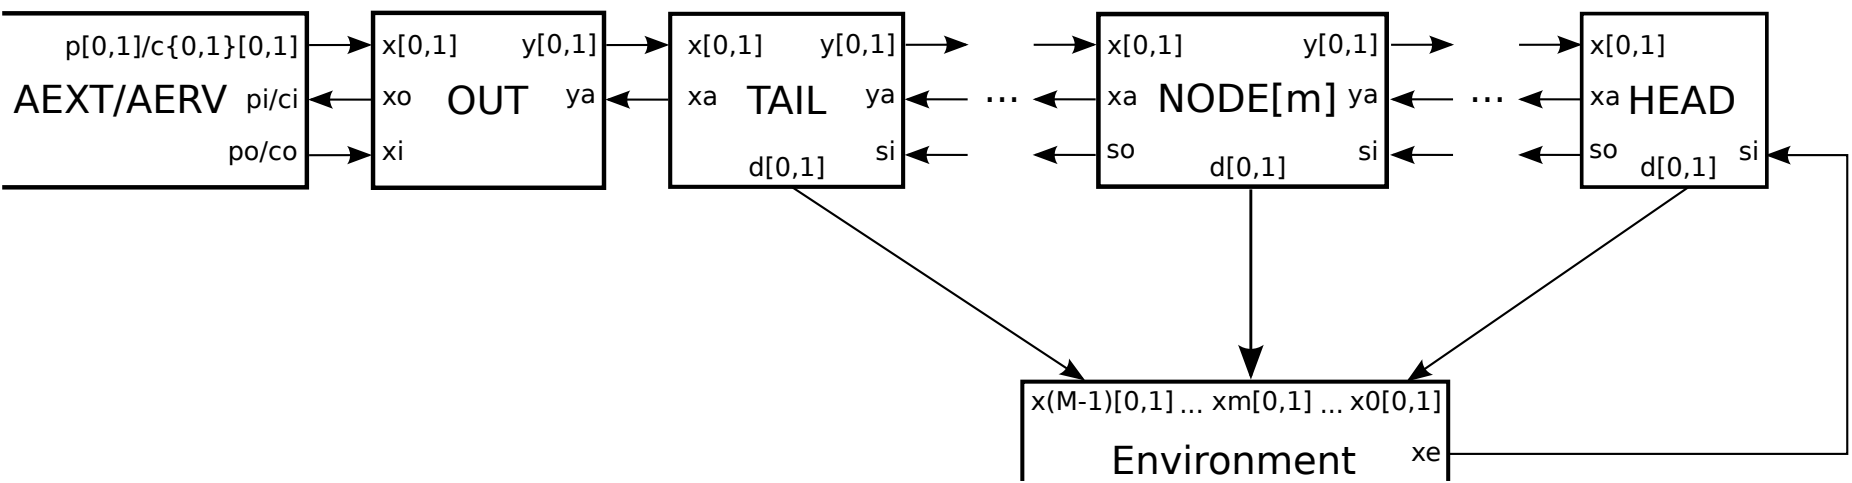 p[0,1]/c{0,1}[0,1]
AEXT/AERV
pi/ci
po/co
x[0,1]
y[0,1]
xo
OUT
ya
xi
x[0,1]
y[0,1]
xa
TAIL
ya
si
d[0,1]
...
x[0,1]
y[0,1]
xa
NODE[m]
ya
so
si
d[0,1]
...
x[0,1]
xa
HEAD
so
si
d[0,1]
x(M-1)[0,1] ... xm[0,1] ... x0[0,1]
xe
Environment